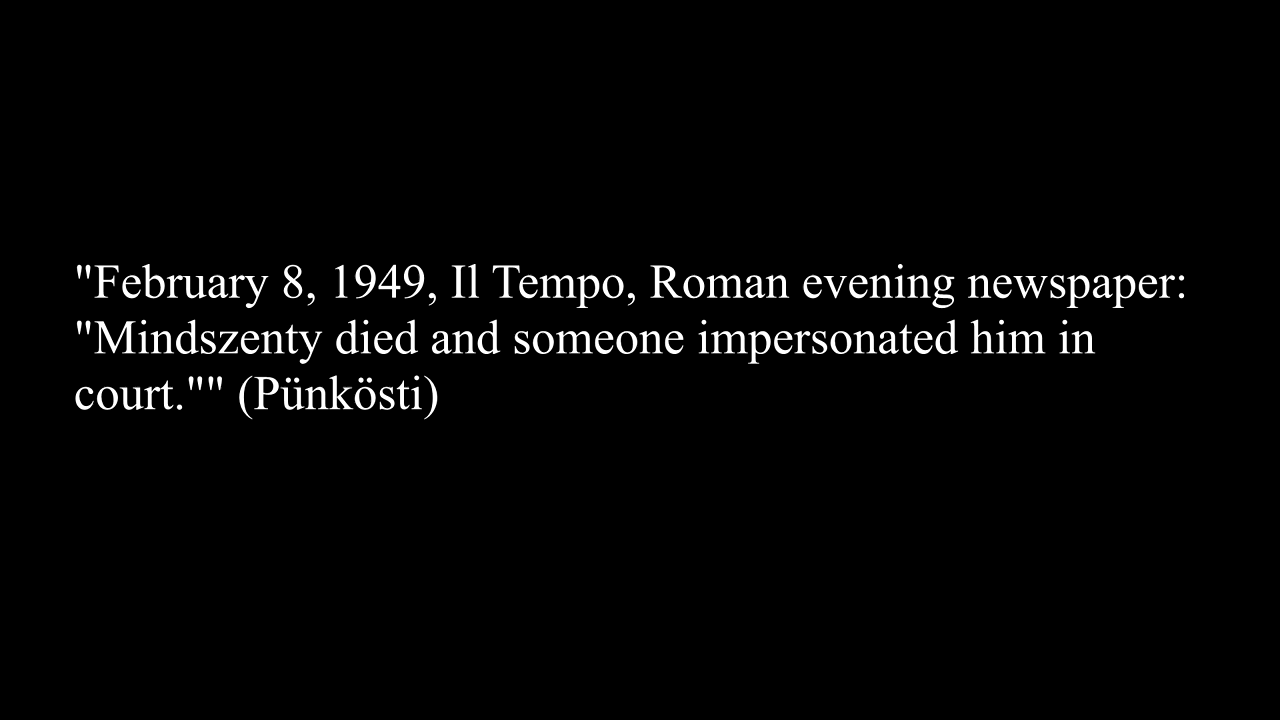 "February 8, 1949, Il Tempo, Roman evening newspaper:
"Mindszenty died and someone impersonated him in
court."" (Pünkösti)